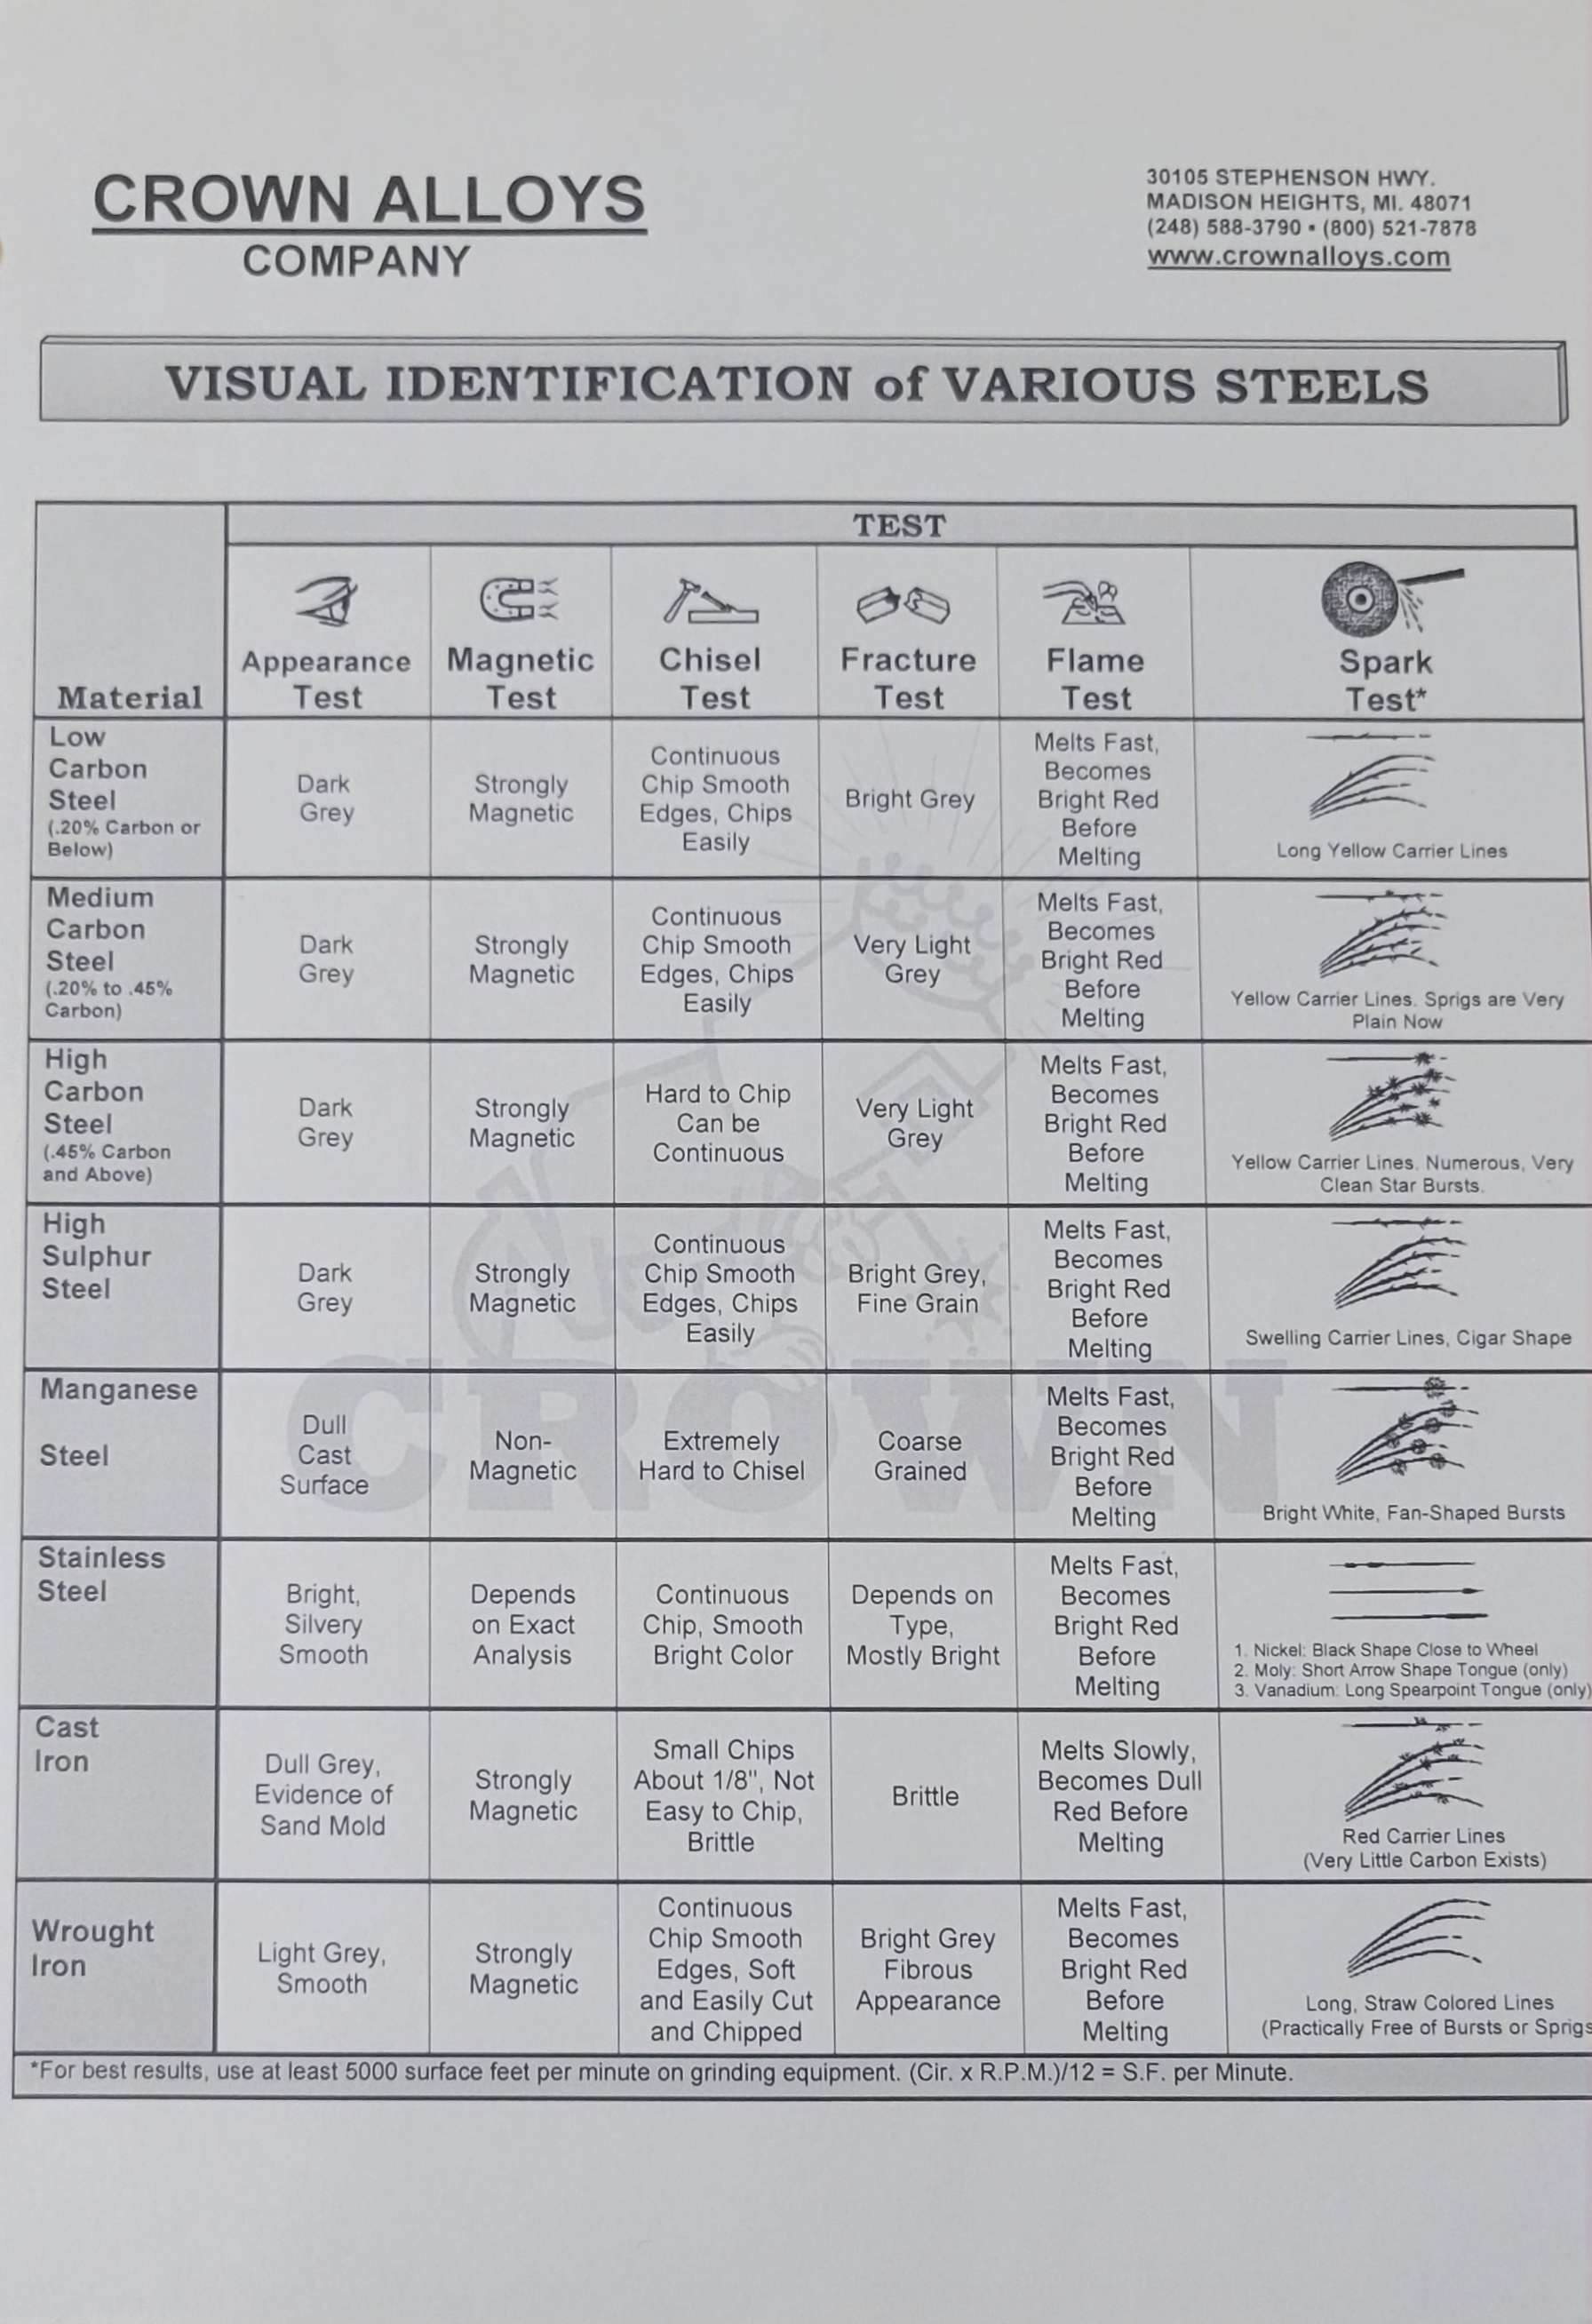 CROWN ALLOYS
COMPANY
30105 STEPHENSON HWY.
MADISON HEIGHTS, MI. 48071
(248) 588-3790 • (800) 521-7878
www.crownalloys.com
VISUAL IDENTIFICATION of VARIOUS STEELS
TEST
Material
Appearance
Test
Magnetic
Test
Chisel
Test
Fracture
Test
Flame
Test
Spark
Test*
Low
Carbon
Steel
(.20% Carbon or
Below)
Dark
Grey
Strongly
Magnetic
Continuous
Chip Smooth
Edges, Chips
Easily
Bright Grey
Melts Fast,
Becomes
Bright Red
Before
Melting
Long Yellow Carrier Lines
Medium
Carbon
Steel
(.20% to .45%
Carbon)
Dark
Grey
Strongly
Magnetic
Continuous
Chip Smooth
Edges, Chips
Easily
Very Light
Grey
Melts Fast,
Becomes
Bright Red
Before
Melting
Yellow Carrier Lines. Sprigs are Very
Plain Now
High
Carbon
Steel
(.45% Carbon
and Above)
Dark
Grey
Strongly
Magnetic
Hard to Chip
Can be
Continuous
Very Light
Grey
Melts Fast,
Becomes
Bright Red
Before
Melting
Yellow Carrier Lines. Numerous, Very
Clean Star Bursts.
High
Sulphur
Steel
Dark
Grey
Strongly
Magnetic
Continuous
Chip Smooth
Edges, Chips
Easily
Bright Grey,
Fine Grain
Melts Fast,
Becomes
Bright Red
Before
Melting
Swelling Carrier Lines, Cigar Shape
Manganese
Steel
Dull
Cast
Surface
Non-
Magnetic
Extremely
Hard to Chisel
Coarse
Grained
Melts Fast,
Becomes
Bright Red
Before
Melting
Bright White, Fan-Shaped Bursts
Stainless
Steel
Bright,
Silvery
Smooth
Depends
on Exact
Analysis
Continuous
Chip, Smooth
Bright Color
Depends on
Type,
Mostly Bright
Melts Fast,
Becomes
Bright Red
Before
Melting
1. Nickel: Black Shape Close to Wheel
2. Moly: Short Arrow Shape Tongue (only)
3. Vanadium: Long Spearpoint Tongue (only)
Cast
Iron
Dull Grey,
Evidence of
Sand Mold
Strongly
Magnetic
Small Chips
About 1/8", Not
Easy to Chip,
Brittle
Brittle
Melts Slowly,
Becomes Dull
Red Before
Melting
Red Carrier Lines
(Very Little Carbon Exists)
Wrought
Iron
Light Grey,
Smooth
Strongly
Magnetic
Continuous
Chip Smooth
Edges, Soft
and Easily Cut
and Chipped
Bright Grey
Fibrous
Appearance
Melts Fast,
Becomes
Bright Red
Before
Melting
Long, Straw Colored Lines
(Practically Free of Bursts or Sprigs
*For best results, use at least 5000 surface feet per minute on grinding equipment. (Cir. x R.P.M.)/12 = S.F. per Minute.
CROWN